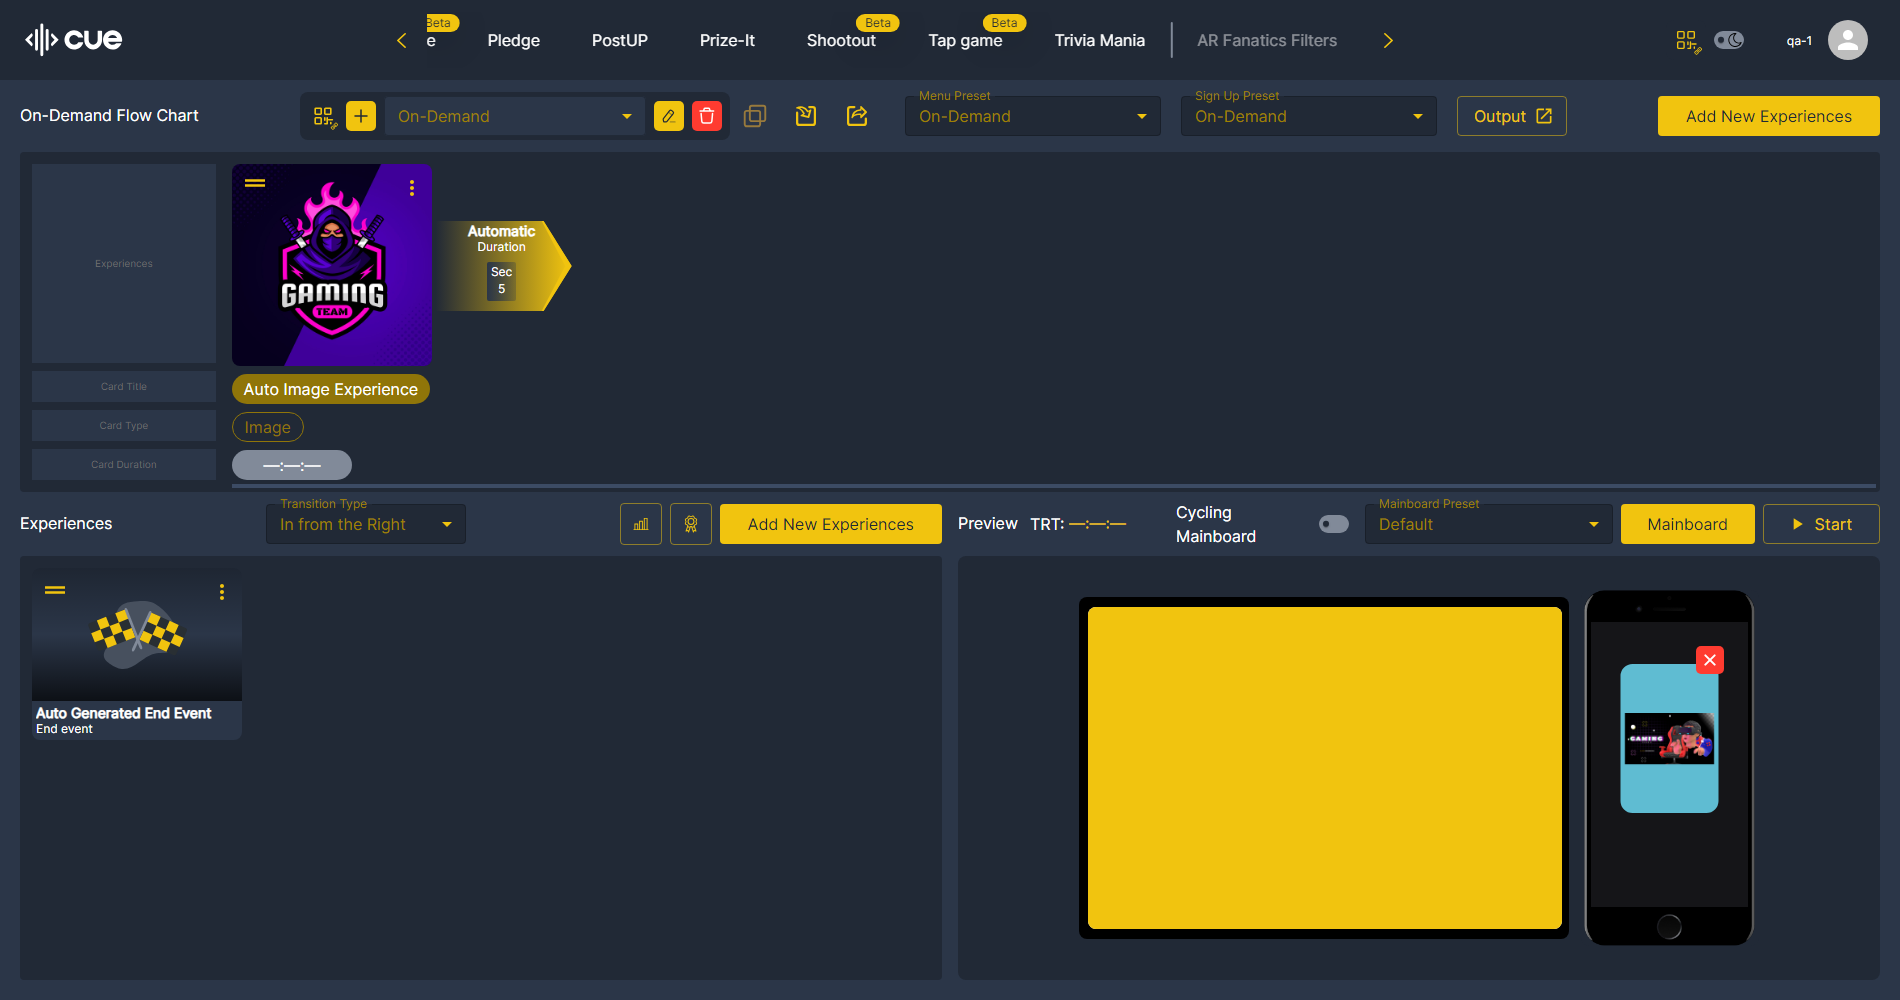 cue
Beta
e
Pledge
PostUP
Prize-It
Beta
Shootout
Beta
Tap game
Trivia Mania
AR Fanatics Filters
qa-1
On-Demand Flow Chart
On-Demand
Menu Preset
On-Demand
Sign Up Preset
On-Demand
Output
Add New Experiences
Experiences
GAMING
TEAM
Automatic
Duration
Sec
5
Card Title
Auto Image Experience
Card Type
Image
Card Duration
—:—:—
Experiences
Transition Type
In from the Right
Add New Experiences
Preview
TRT: —:—:—
Cycling
Mainboard
Mainboard Preset
Default
Mainboard
Start
Auto Generated End Event
End event
GAMING